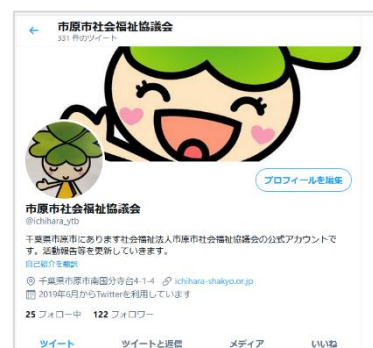 市原市社会福祉協議会
331 件のツイート
プロフィールを編集
市原市社会福祉協議会
@ichihara_ytb
千葉県市原市にあります社会福祉法人市原市社会福祉協議会の公式アカウントで
す。活動報告等を更新していきます。
自己紹介を翻訳
千葉県市原市南国分寺台4-1-4 ichihara-shakyo.or.jp
2019年6月からTwitterを利用しています
25 フォロー中 122 フォロワー
ツイート ツイートと返信 メディア いいね